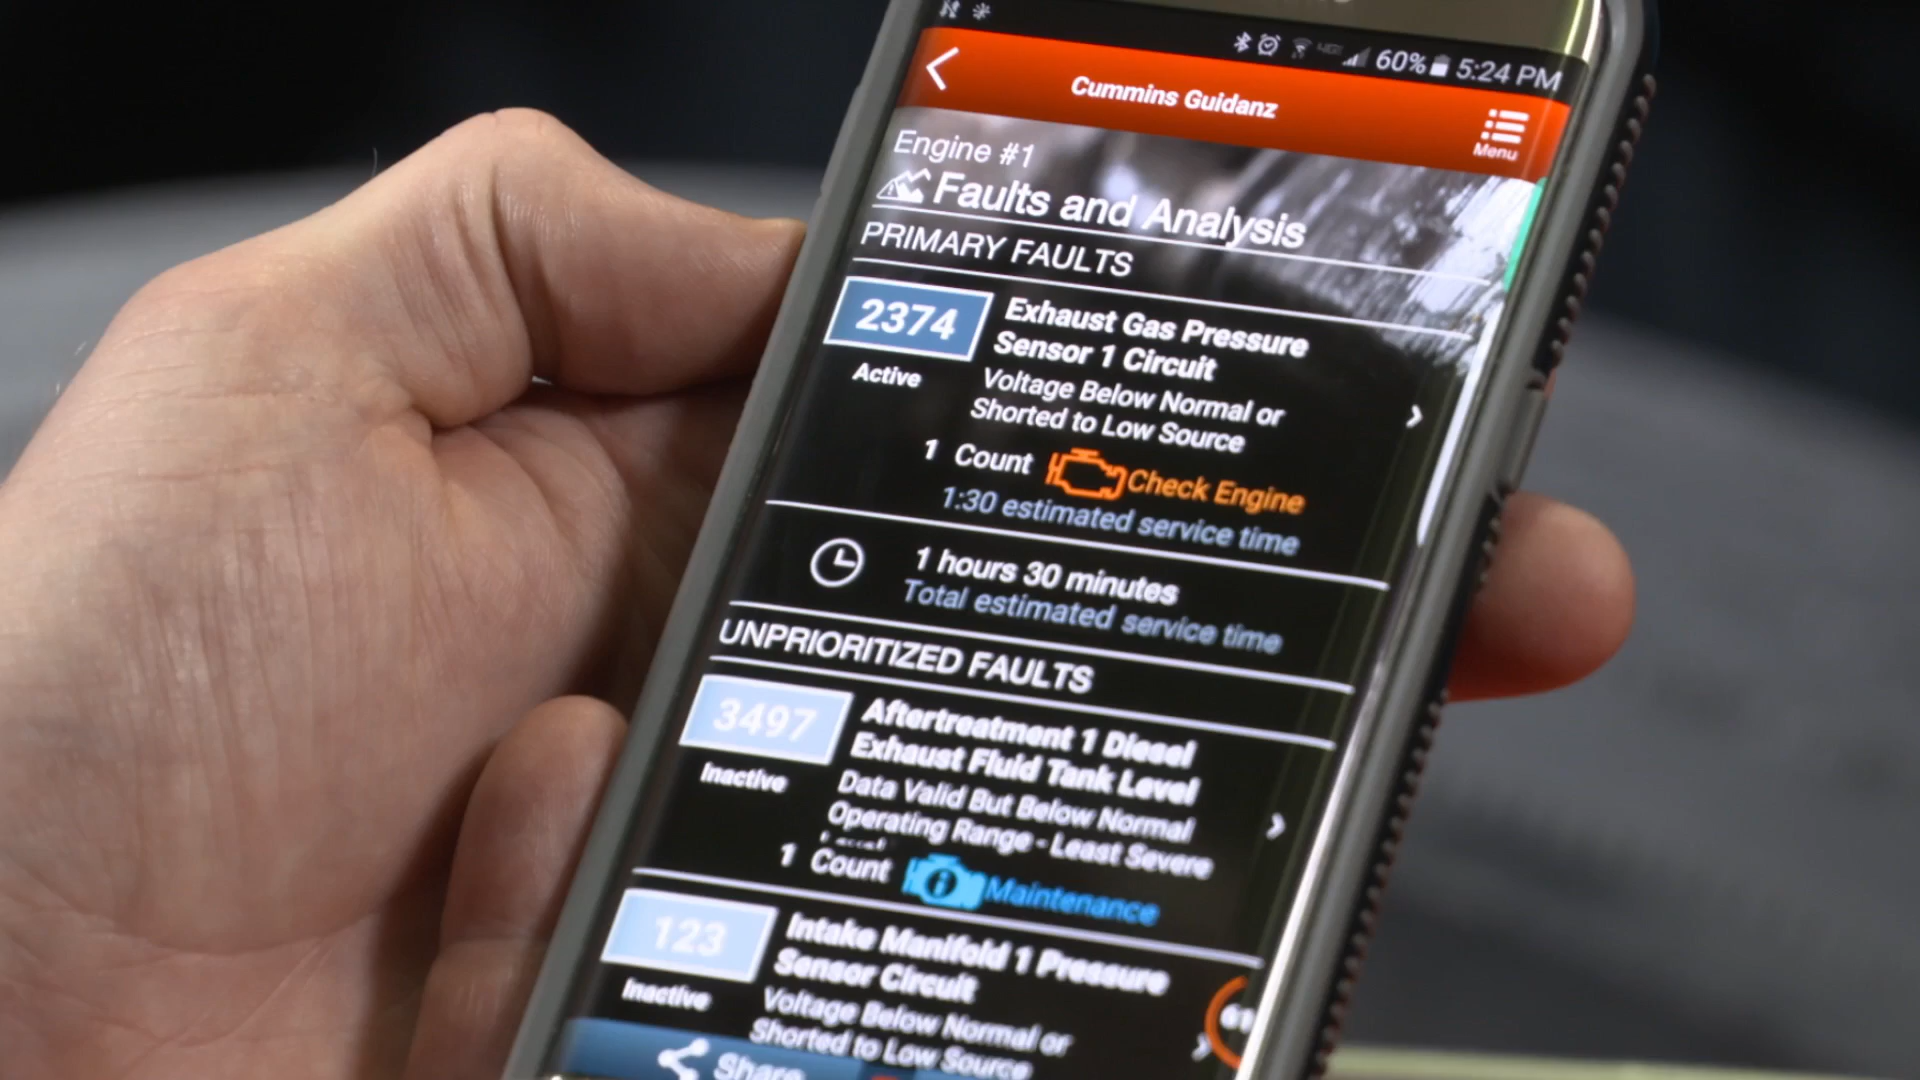 60% 5:24 PM
Cummins Guidanz
Menu
Engine #1
Faults and Analysis
PRIMARY FAULTS
2374
Exhaust Gas Pressure
Sensor 1 Circuit
Active
Voltage Below Normal or
Shorted to Low Source
1 Count
Check Engine
1:30 estimated service time
1 hours 30 minutes
Total estimated service time
UNPRIORITIZED FAULTS
3497
Aftertreatment 1 Diesel
Exhaust Fluid Tank Level
Inactive
Data Valid But Below Normal
Operating Range - Least Severe
1 Count
Maintenance
123
Intake Manifold 1 Pressure
Sensor Circuit
Inactive
Voltage Below Normal or
Shorted to Low Source
Share